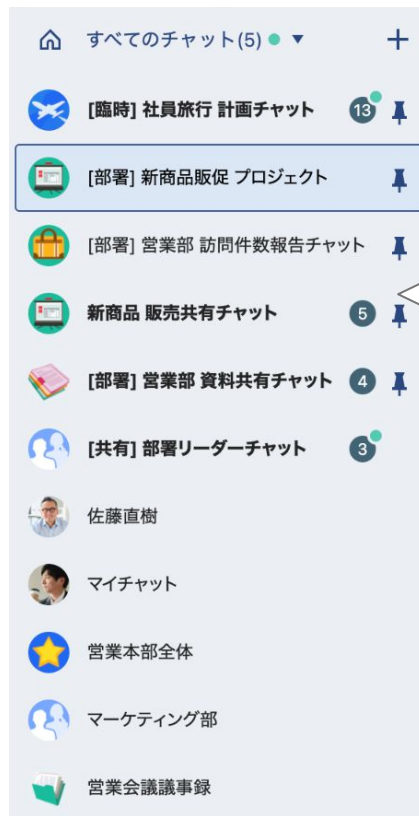 すべてのチャット(5)
[臨時] 社員旅行 計画チャット 13
[部署] 新商品販促 プロジェクト
[部署] 営業部 訪問件数報告チャット
新商品 販売共有チャット 5
[部署] 営業部 資料共有チャット 4
[共有] 部署リーダーチャット 3
佐藤直樹
マイチャット
営業本部全体
マーケティング部
営業会議議事録